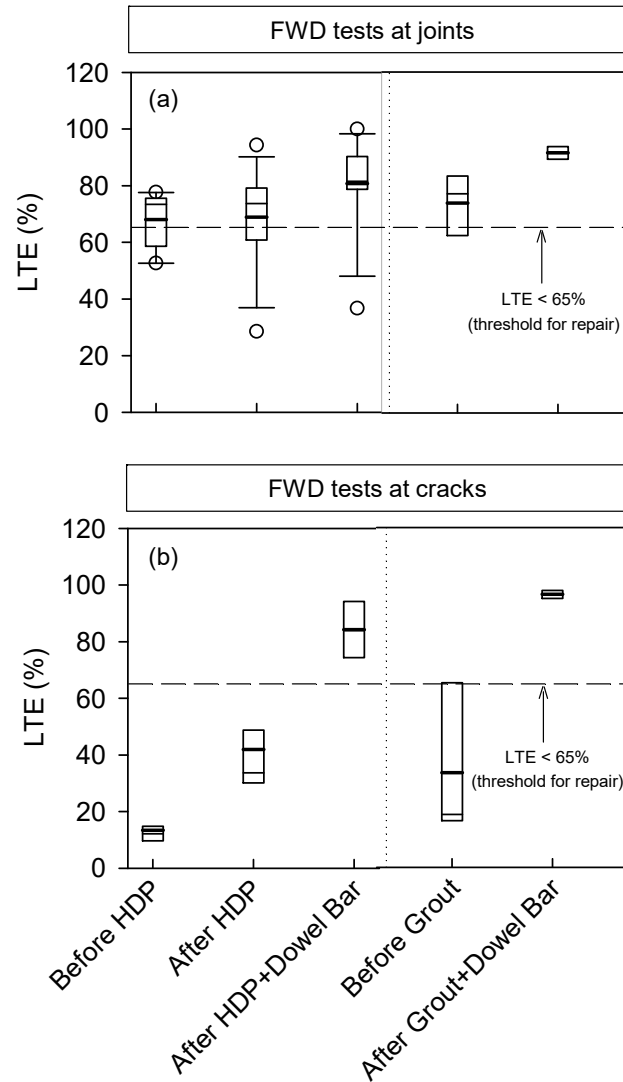 FWD tests at joints
120
100
80
60
40
20
0
LTE (%)
(a)
LTE < 65%
(threshold for repair)
FWD tests at cracks
120
100
80
60
40
20
0
LTE (%)
(b)
LTE < 65%
(threshold for repair)
Before HDP
After HDP
After HDP+Dowel Bar
Before Grout
After Grout+Dowel Bar